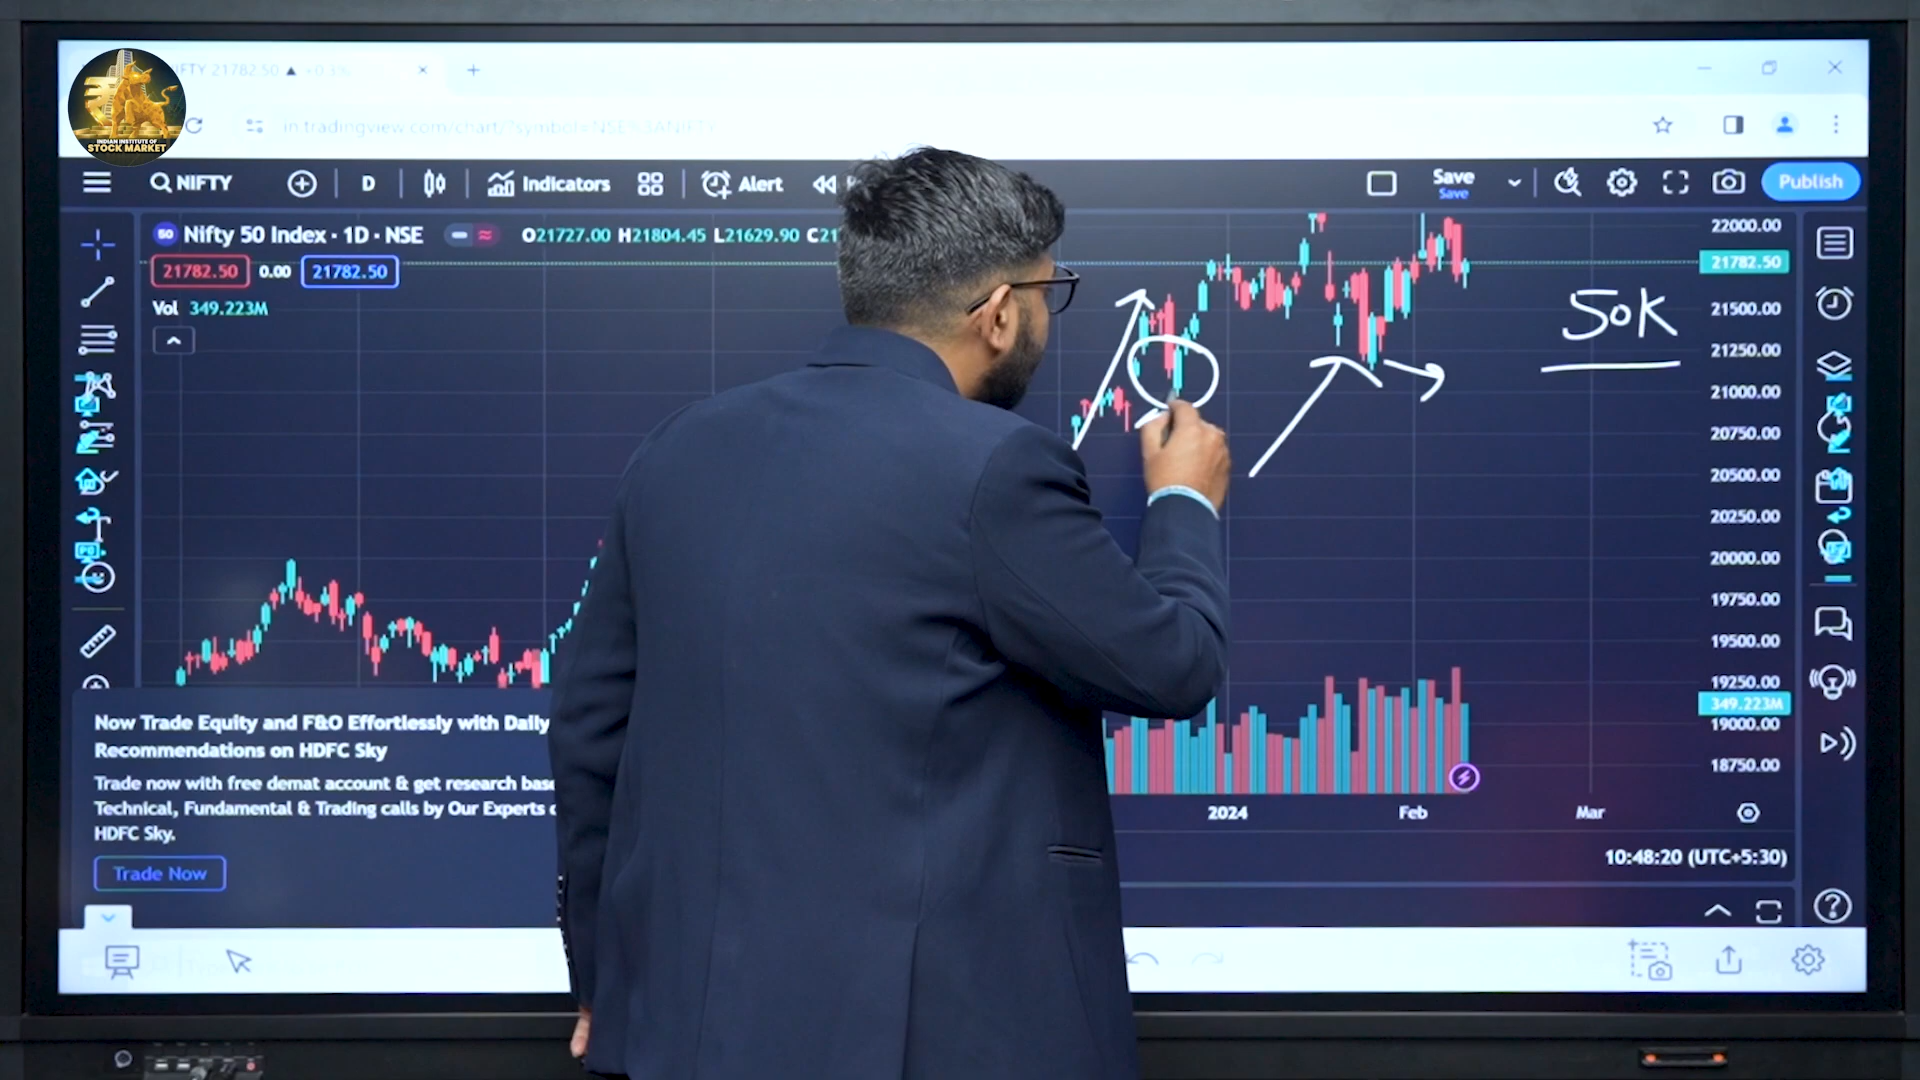 NIFTY 21782.50 ▲ +0.3%
in.tradingview.com/chart/?symbol=NSE%3ANIFTY
INDIAN INSTITUTE OF
STOCK MARKET
NIFTY
D
Indicators
Alert
Save
Save
Publish
50 Nifty 50 Index · 1D · NSE
O21727.00 H21804.45 L21629.90 C21
21782.50 0.00 21782.50
Vol 349.223M
50K
22000.00
21782.50
21500.00
21250.00
21000.00
20750.00
20500.00
20250.00
20000.00
19750.00
19500.00
19250.00
349.223M
19000.00
18750.00
2024 Feb Mar
10:48:20 (UTC+5:30)
Now Trade Equity and F&O Effortlessly with Daily
Recommendations on HDFC Sky
Trade now with free demat account & get research
Technical, Fundamental & Trading calls by Our Experts
HDFC Sky.
Trade Now